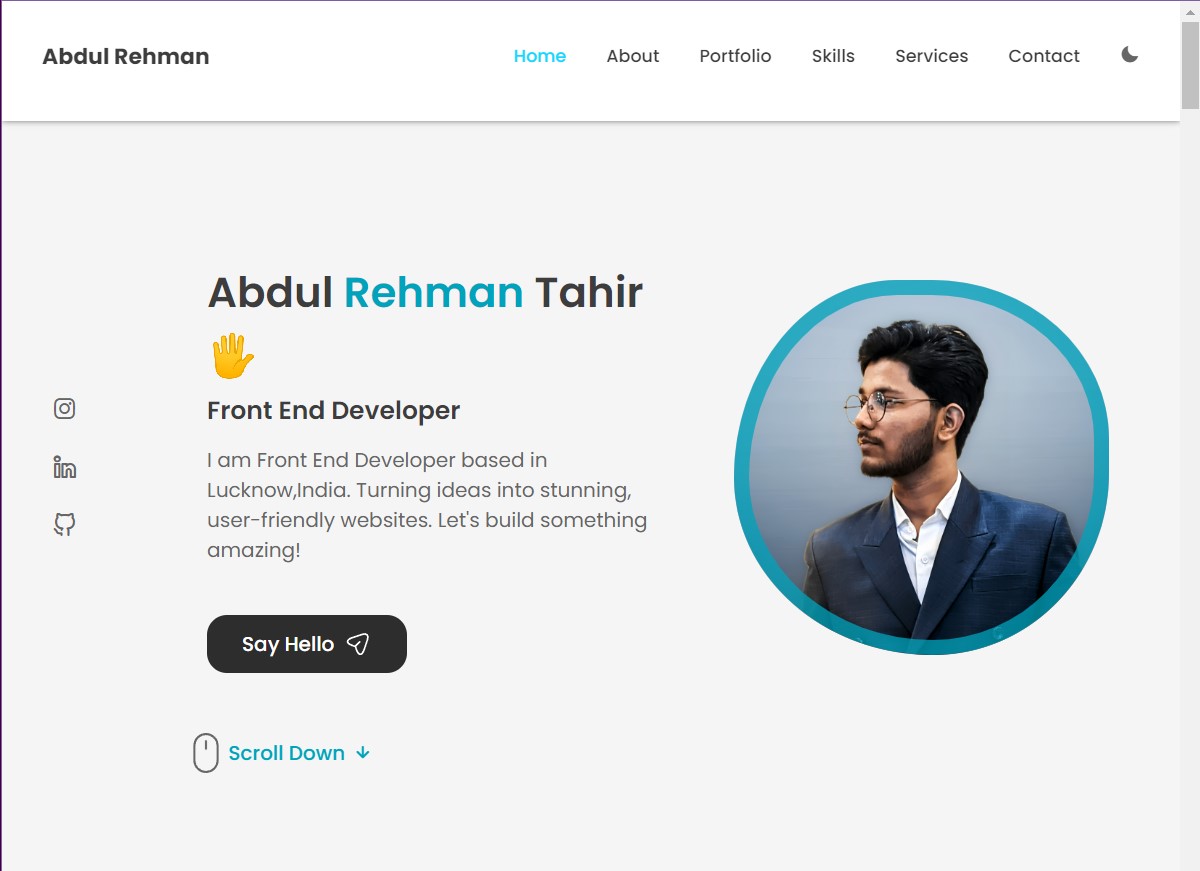 Abdul Rehman
Home About Portfolio Skills Services Contact
Abdul Rehman Tahir
Front End Developer
I am Front End Developer based in
Lucknow,India. Turning ideas into stunning,
user-friendly websites. Let's build something
amazing!
Say Hello
Scroll Down